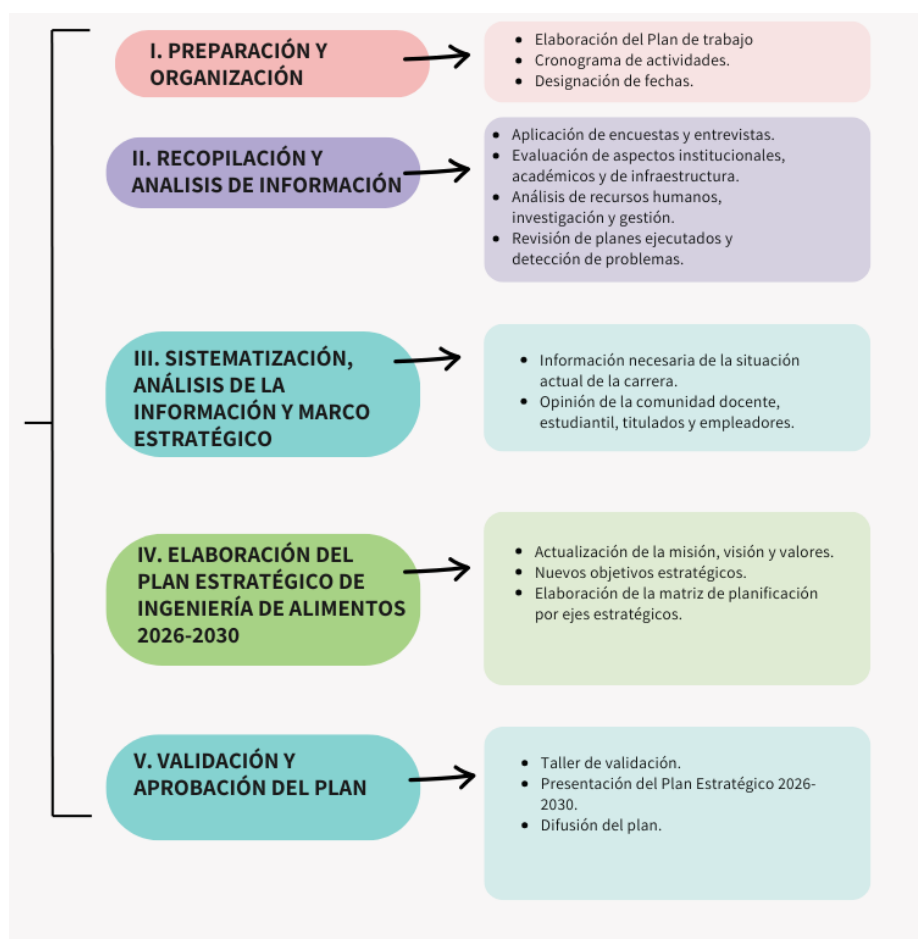 I. PREPARACIÓN Y
ORGANIZACIÓN
• Elaboración del Plan de trabajo
• Cronograma de actividades.
• Designación de fechas.
II. RECOPILACIÓN Y
ANALISIS DE INFORMACIÓN
• Aplicación de encuestas y entrevistas.
• Evaluación de aspectos institucionales,
académicos y de infraestructura.
• Análisis de recursos humanos,
investigación y gestión.
• Revisión de planes ejecutados y
detección de problemas.
III. SISTEMATIZACIÓN,
ANÁLISIS DE LA
INFORMACIÓN Y MARCO
ESTRATÉGICO
• Información necesaria de la situación
actual de la carrera.
• Opinión de la comunidad docente,
estudiantil, titulados y empleadores.
IV. ELABORACIÓN DEL
PLAN ESTRATÉGICO DE
INGENIERÍA DE ALIMENTOS
2026-2030
• Actualización de la misión, visión y valores.
• Nuevos objetivos estratégicos.
• Elaboración de la matriz de planificación
por ejes estratégicos.
V. VALIDACIÓN Y
APROBACIÓN DEL PLAN
• Taller de validación.
• Presentación del Plan Estratégico 2026-
2030.
• Difusión del plan.